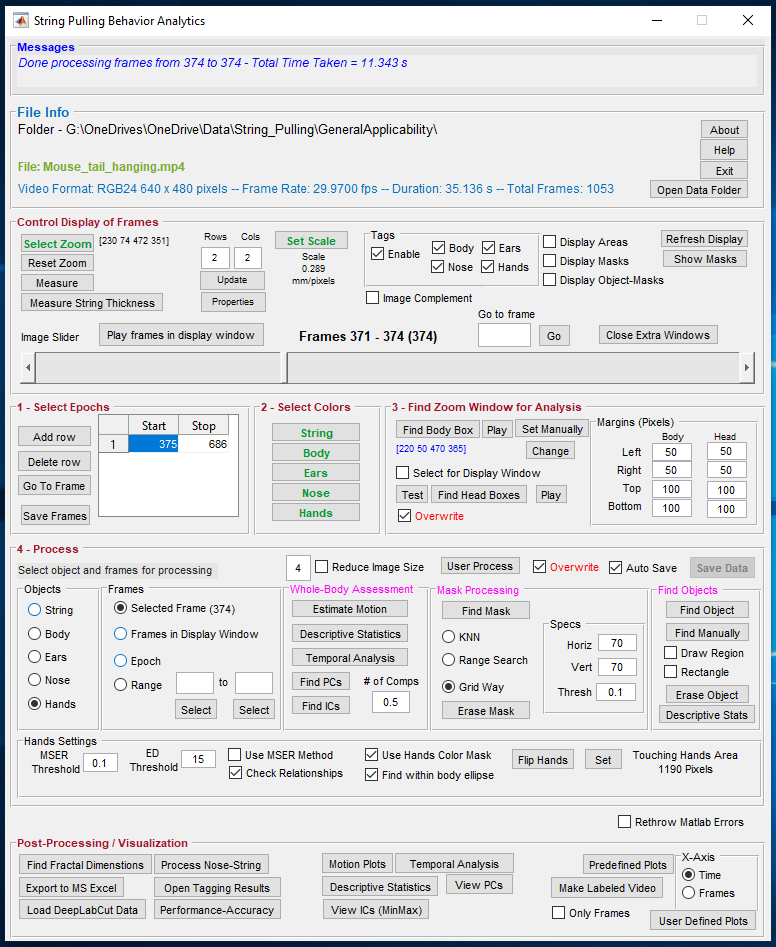 String Pulling Behavior Analytics
Messages
Done processing frames from 374 to 374 - Total Time Taken = 11.343 s
File Info
Folder - G:\OneDrives\OneDrive\Data\String_Pulling\GeneralApplicability\
About
Help
File: Mouse_tail_hanging.mp4
Exit
Video Format: RGB24 640 x 480 pixels -- Frame Rate: 29.9700 fps -- Duration: 35.136 s -- Total Frames: 1053
Open Data Folder
Control Display of Frames
Select Zoom [230 74 472 351]
Reset Zoom
Measure
Measure String Thickness
Rows Cols
2 2
Update
Properties
Set Scale
Scale
0.289
mm/pixels
Tags
Enable Body Ears
Nose Hands
Image Complement
Display Areas
Display Masks
Display Object-Masks
Refresh Display
Show Masks
Go to frame
Image Slider Play frames in display window Frames 371 - 374 (374) Go Close Extra Windows
1 - Select Epochs
Add row
Delete row
Go To Frame
Save Frames
Start Stop
1 375 686
2 - Select Colors
String
Body
Ears
Nose
Hands
3 - Find Zoom Window for Analysis
Find Body Box Play Set Manually
[220 50 470 365] Change
Select for Display Window
Test Find Head Boxes Play
Overwrite
Margins (Pixels)
Body Head
Left 50 50
Right 50 50
Top 100 100
Bottom 100 100
4 - Process
Select object and frames for processing
4 Reduce Image Size User Process Overwrite Auto Save Save Data
Objects
String
Body
Ears
Nose
Hands
Frames
Selected Frame (374)
Frames in Display Window
Epoch
Range to
Select Select
Whole-Body Assessment
Estimate Motion
Descriptive Statistics
Temporal Analysis
Find PCs # of Comps
Find ICs 0.5
Mask Processing
Find Mask
KNN
Range Search
Grid Way
Erase Mask
Specs
Horiz 70
Vert 70
Thresh 0.1
Find Objects
Find Object
Find Manually
Draw Region
Rectangle
Erase Object
Descriptive Stats
Hands Settings
MSER
Threshold 0.1
ED
Threshold 15
Use MSER Method
Check Relationships
Use Hands Color Mask
Find within body ellipse
Flip Hands Set
Touching Hands Area
1190 Pixels
Rethrow Matlab Errors
Post-Processing / Visualization
Find Fractal Dimenstions Process Nose-String
Export to MS Excel Open Tagging Results
Load DeepLabCut Data Performance-Accuracy
Motion Plots Temporal Analysis
Descriptive Statistics View PCs
View ICs (MinMax)
Predefined Plots
Make Labeled Video
Only Frames
X-Axis
Time
Frames
User Defined Plots